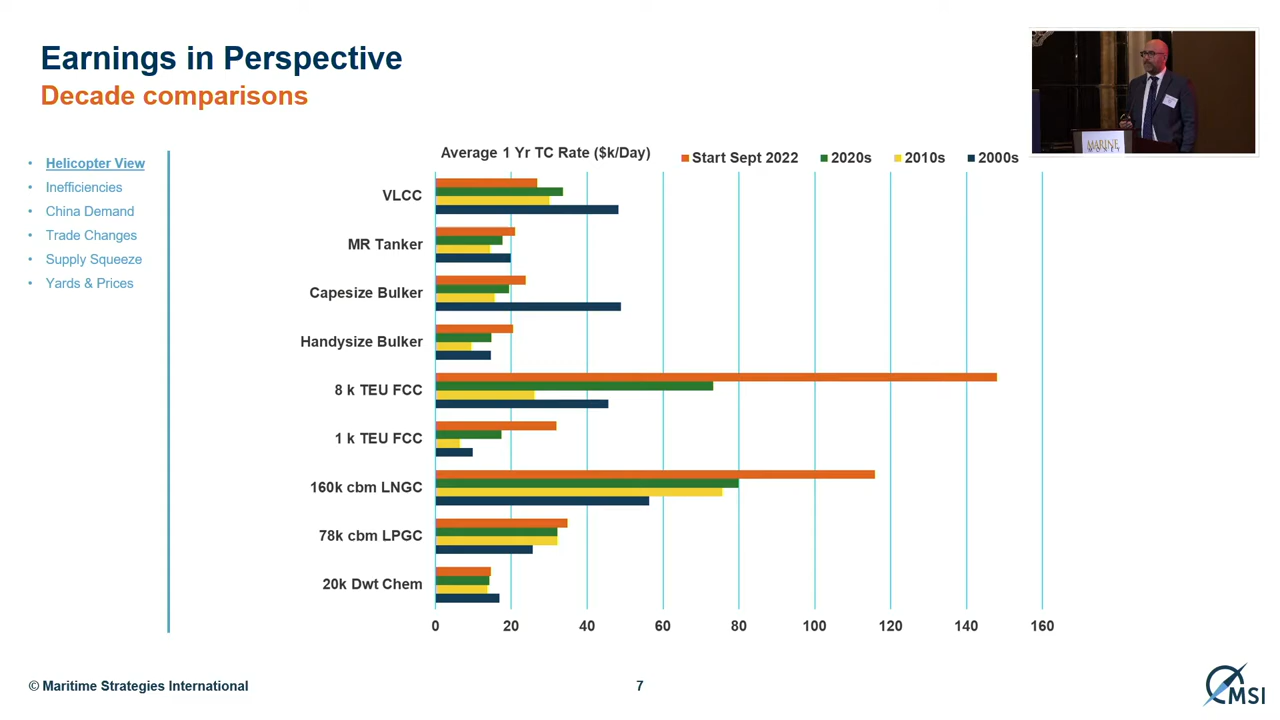 Earnings in Perspective
Decade comparisons
• Helicopter View
• Inefficiencies
• China Demand
• Trade Changes
• Supply Squeeze
• Yards & Prices
Average 1 Yr TC Rate ($k/Day)
Start Sept 2022
2020s
2010s
2000s
VLCC
MR Tanker
Capesize Bulker
Handysize Bulker
8 k TEU FCC
1 k TEU FCC
160k cbm LNGC
78k cbm LPGC
20k Dwt Chem
0 20 40 60 80 100 120 140 160
MARINE
MONEY
© Maritime Strategies International
7
MSI